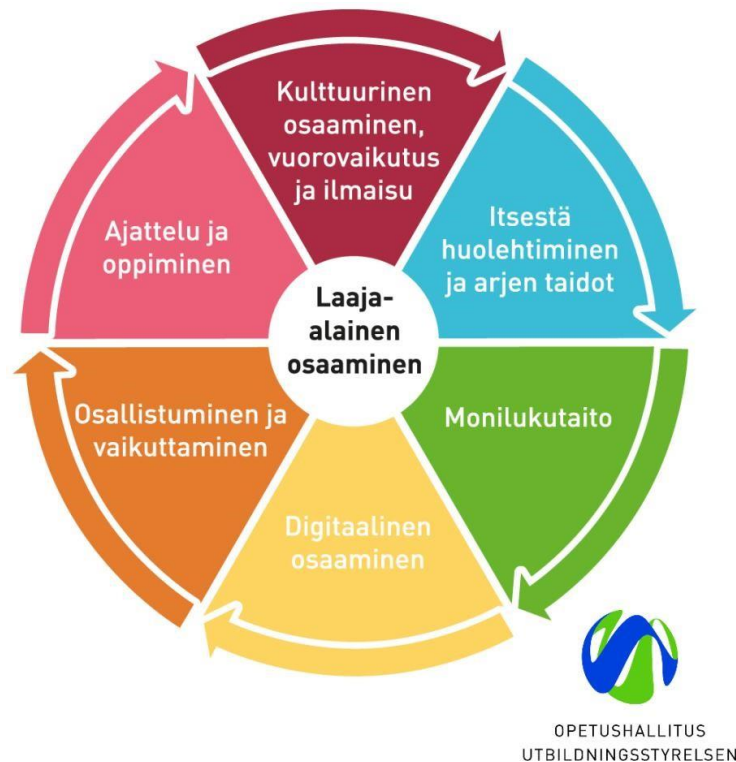 Kulttuurinen
osaaminen,
vuorovaikutus
ja ilmaisu
Itsestä
huolehtiminen
ja arjen taidot
Ajattelu ja
oppiminen
Laaja-
alainen
osaaminen
Osallistuminen ja
vaikuttaminen
Monilukutaito
Digitaalinen
osaaminen
OPETUSHALLITUS
UTBILDNINGSSTYRELSEN